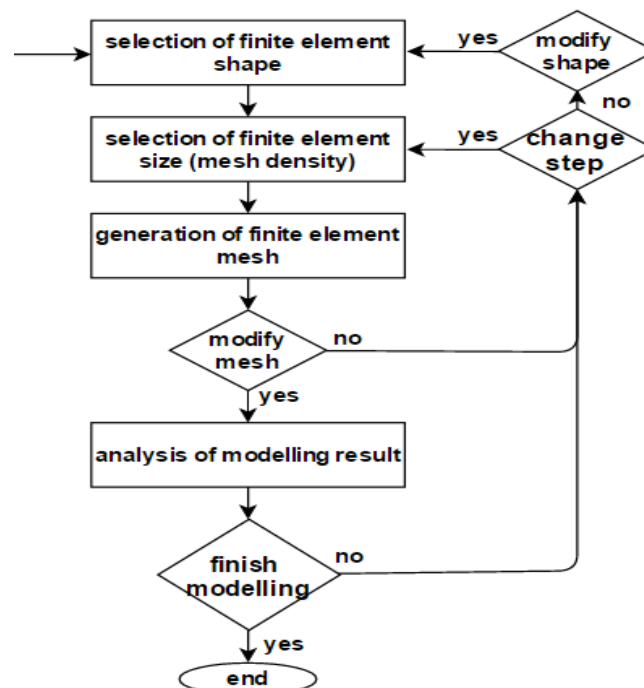 selection of finite element
shape
yes
modify
shape
no
selection of finite element
size (mesh density)
yes
change
step
generation of finite element
mesh
modify
mesh
no
yes
analysis of modelling result
finish
modelling
no
yes
end